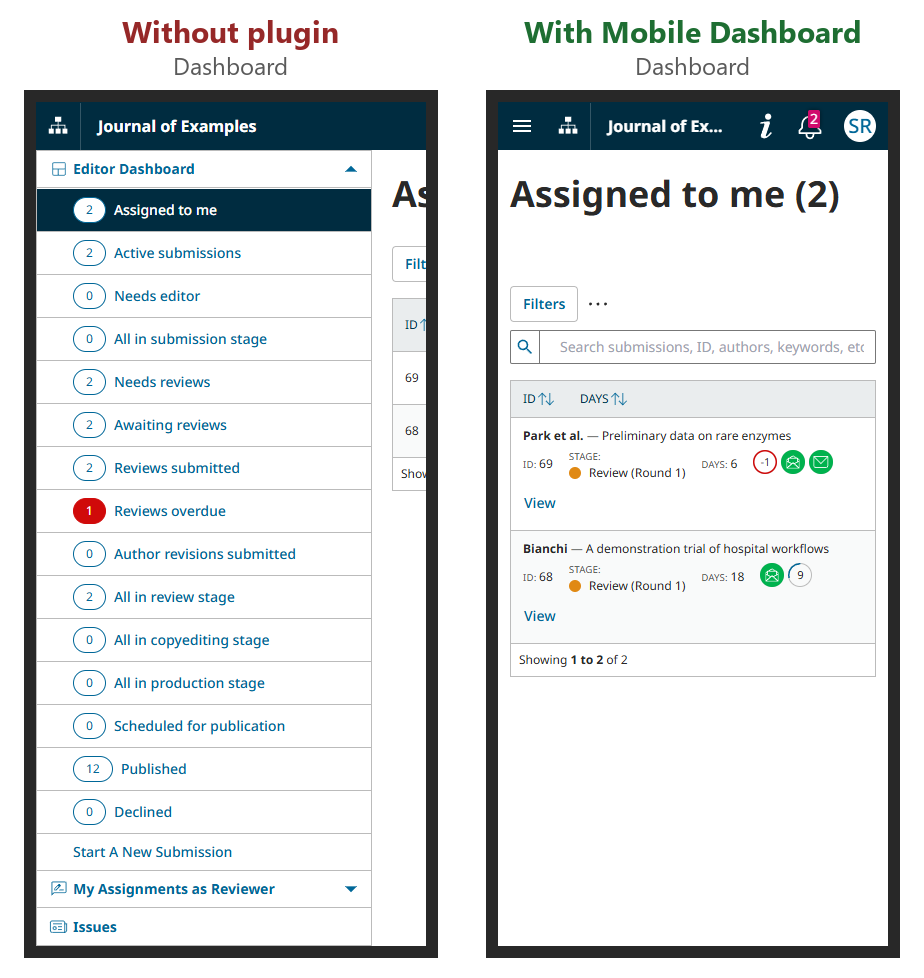 Without plugin
Dashboard
Journal of Examples
Editor Dashboard
2 Assigned to me
2 Active submissions
0 Needs editor
0 All in submission stage
2 Needs reviews
2 Awaiting reviews
2 Reviews submitted
1 Reviews overdue
0 Author revisions submitted
2 All in review stage
0 All in copyediting stage
0 All in production stage
0 Scheduled for publication
12 Published
0 Declined
Start A New Submission
My Assignments as Reviewer
Issues
As
Filt
ID
69
68
Show
With Mobile Dashboard
Dashboard
Journal of Ex... i 2 SR
Assigned to me (2)
Filters ...
Search submissions, ID, authors, keywords, etc
ID DAYS
Park et al. — Preliminary data on rare enzymes
ID: 69 STAGE: Review (Round 1) DAYS: 6 -1
View
Bianchi — A demonstration trial of hospital workflows
ID: 68 STAGE: Review (Round 1) DAYS: 18 9
View
Showing 1 to 2 of 2